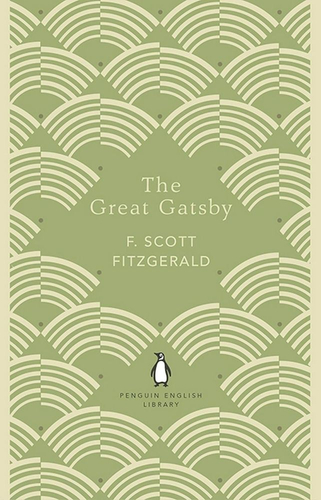 The
Great Gatsby
F. SCOTT
FITZGERALD
PENGUIN ENGLISH
LIBRARY